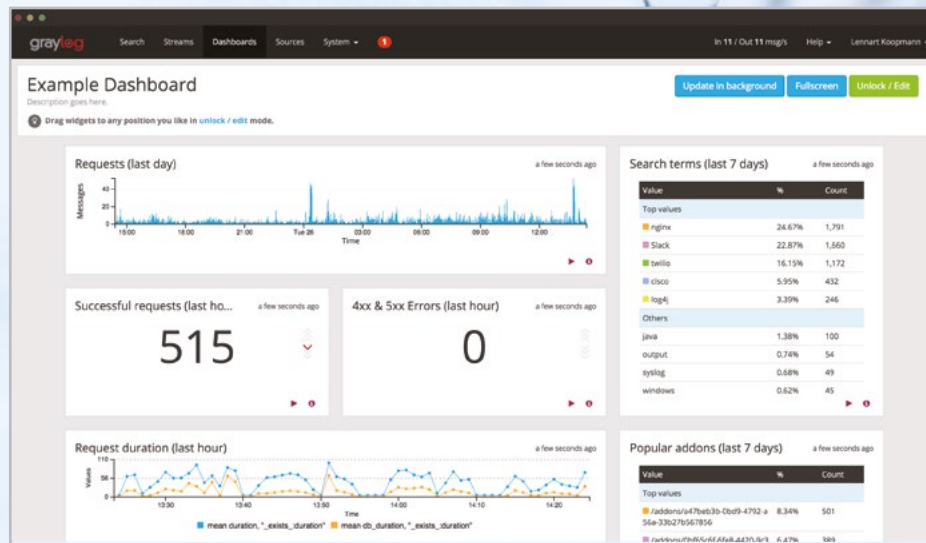 graylog Search Streams Dashboards Sources System 1 In 11 / Out 11 msg/s Help Lennart Koopmann
Example Dashboard
Description goes here.
Drag widgets to any position you like in unlock / edit mode.
Update in background Fullscreen Unlock / Edit
Requests (last day) a few seconds ago
Messages
40
20
0
15:00 18:00 21:00 Tue 26 03:00 06:00 09:00 12:00
Time
Successful requests (last ho... a few seconds ago
515
4xx & 5xx Errors (last hour) a few seconds ago
0
Request duration (last hour) a few seconds ago
Values
110
56
0
13:30 13:40 13:50 14:00 14:10 14:20
Time
mean duration, "_exists_:duration" mean db_duration, "_exists_:duration"
Search terms (last 7 days) a few seconds ago
Value % Count
Top values
nginx 24.67% 1,791
Slack 22.87% 1,660
twilio 16.15% 1,172
cisco 5.95% 432
log4j 3.39% 246
Others
java 1.38% 100
output 0.74% 54
syslog 0.68% 49
windows 0.62% 45
Popular addons (last 7 days) a few seconds ago
Value % Count
Top values
/addons/a47beb3b-0bd9-4792-a 8.34% 501
56a-33b27b567856
6.47% 389